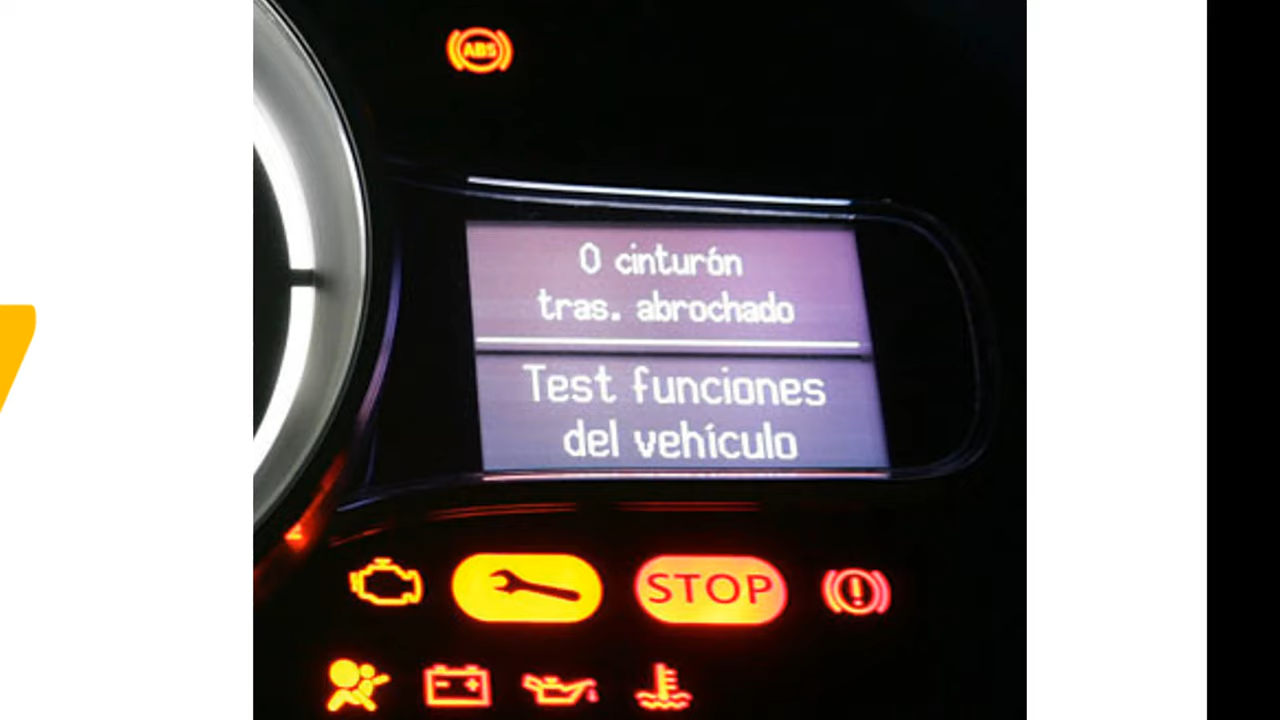 ABS
0 cinturón
tras. abrochado
Test funciones
del vehículo
STOP